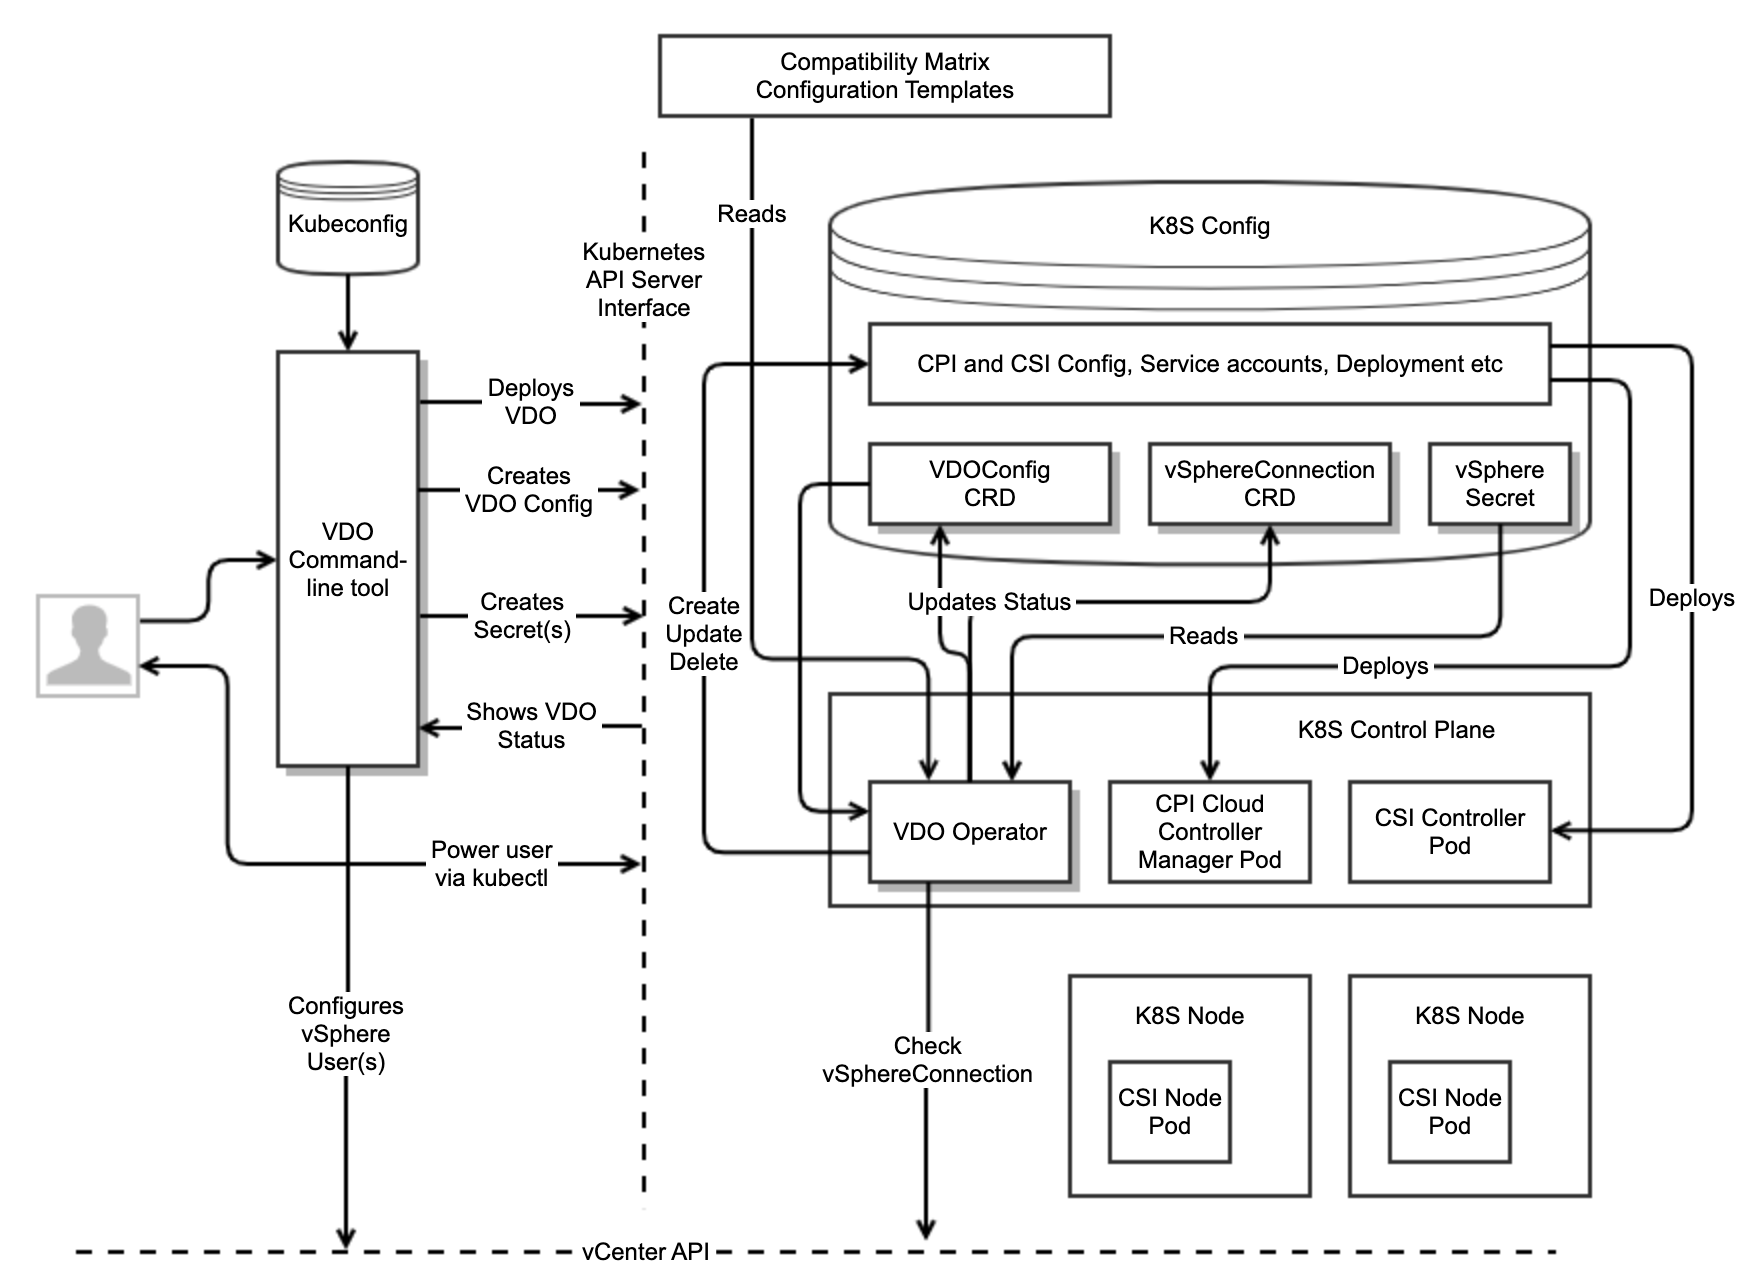 Compatibility Matrix
Configuration Templates
Kubeconfig
Reads
K8S Config
Kubernetes
API Server
Interface
CPI and CSI Config, Service accounts, Deployment etc
Deploys
VDO
Creates
VDO Config
VDOConfig
CRD
vSphereConnection
CRD
vSphere
Secret
VDO
Command-
line tool
Creates
Secret(s)
Create
Update
Delete
Updates Status
Reads
Deploys
Deploys
Shows VDO
Status
K8S Control Plane
VDO Operator
CPI Cloud
Controller
Manager Pod
CSI Controller
Pod
Power user
via kubectl
Configures
vSphere
User(s)
Check
vSphereConnection
K8S Node
CSI Node
Pod
K8S Node
CSI Node
Pod
vCenter API